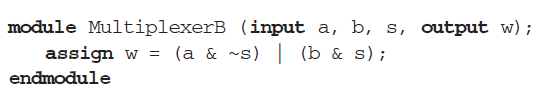 module MultiplexerB (input a, b, s, output w);
assign w = (a & ~s) | (b & s);
endmodule